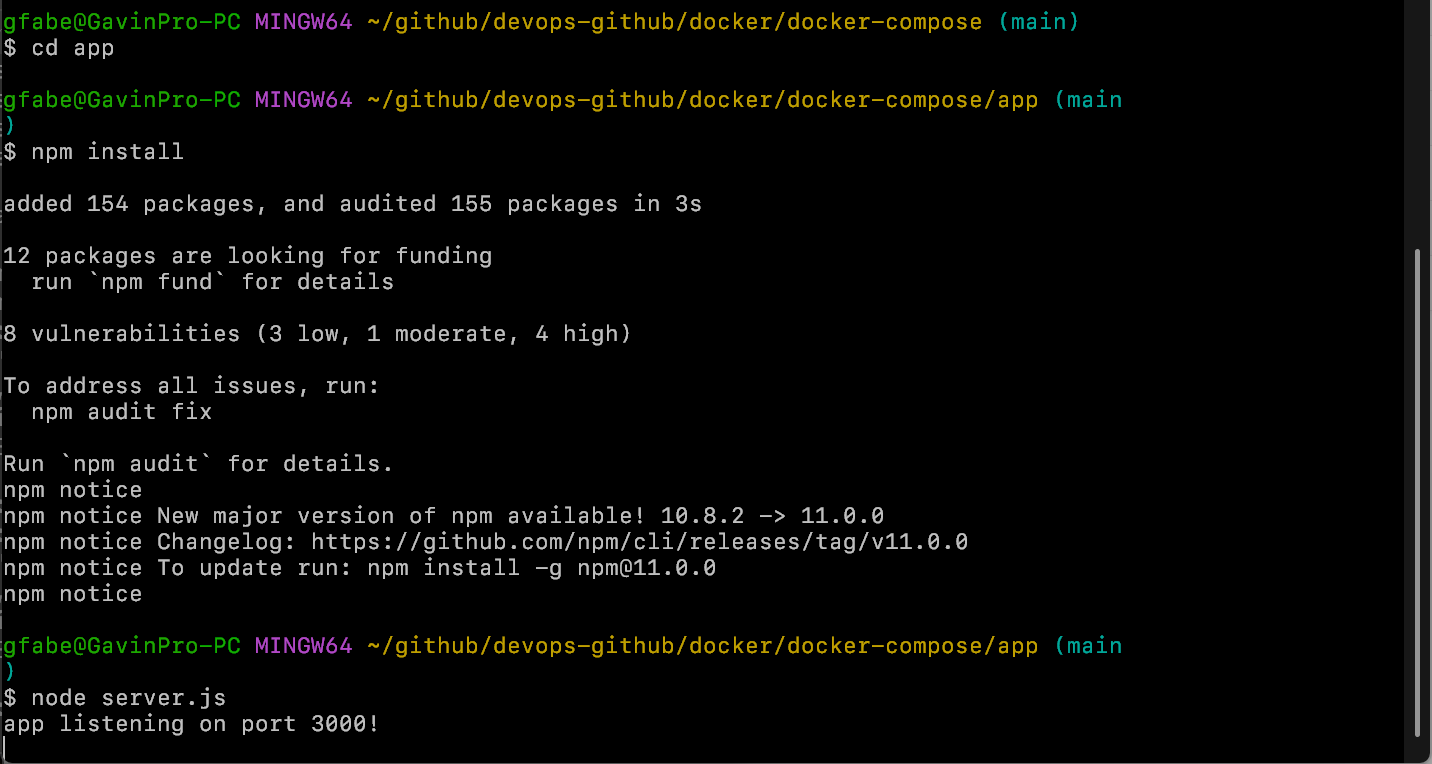 gfabe@GavinPro-PC MINGW64 ~/github/devops-github/docker/docker-compose (main)
$ cd app
gfabe@GavinPro-PC MINGW64 ~/github/devops-github/docker/docker-compose/app (main
)
$ npm install
added 154 packages, and audited 155 packages in 3s
12 packages are looking for funding
  run `npm fund` for details
8 vulnerabilities (3 low, 1 moderate, 4 high)
To address all issues, run:
  npm audit fix
Run `npm audit` for details.
npm notice
npm notice New major version of npm available! 10.8.2 -> 11.0.0
npm notice Changelog: https://github.com/npm/cli/releases/tag/v11.0.0
npm notice To update run: npm install -g npm@11.0.0
npm notice
gfabe@GavinPro-PC MINGW64 ~/github/devops-github/docker/docker-compose/app (main
)
$ node server.js
app listening on port 3000!